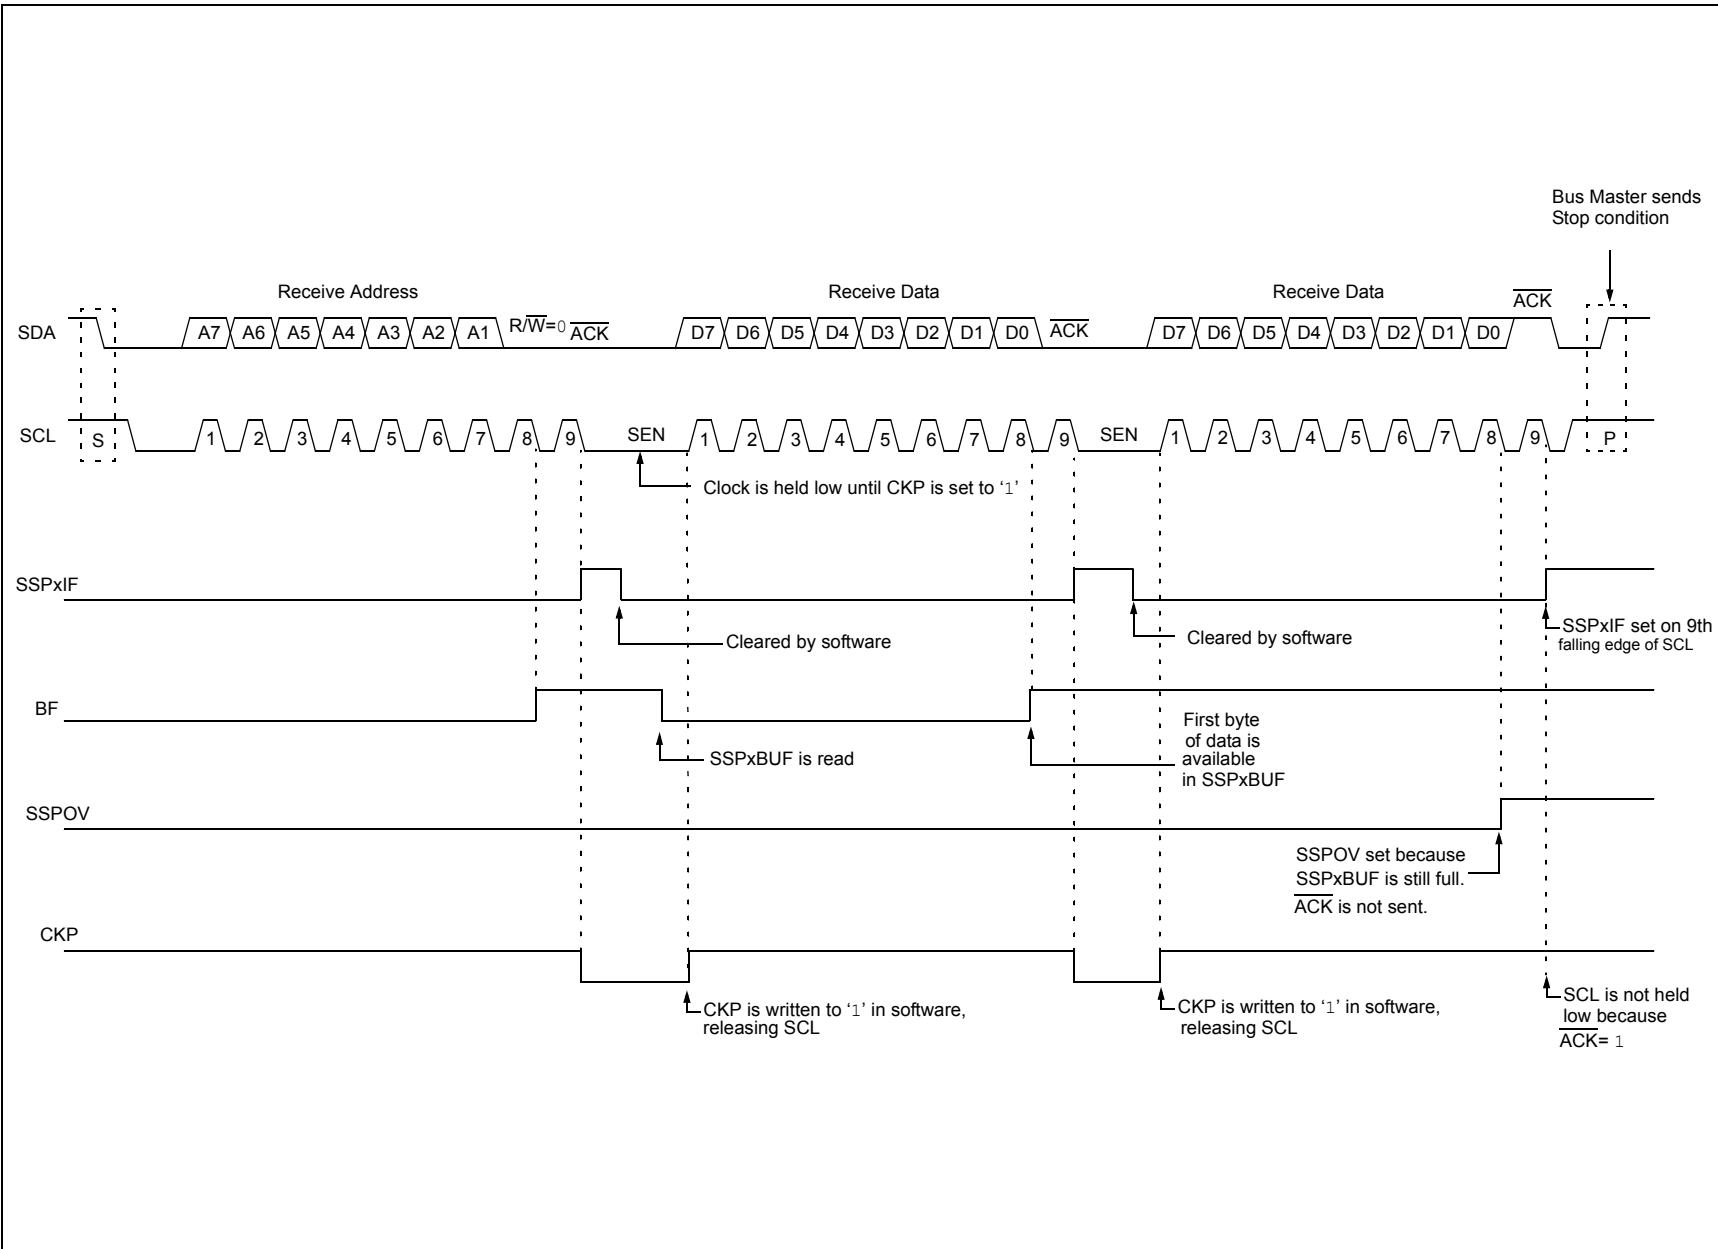 Bus Master sends
Stop condition
Receive Address
Receive Data
Receive Data
ACK
SDA
A7 A6 A5 A4 A3 A2 A1 R/W=0 ACK
D7 D6 D5 D4 D3 D2 D1 D0 ACK
D7 D6 D5 D4 D3 D2 D1 D0
SCL
S
1 2 3 4 5 6 7 8 9 SEN
1 2 3 4 5 6 7 8 9 SEN
1 2 3 4 5 6 7 8 9
P
Clock is held low until CKP is set to ‘1’
SSPxIF
Cleared by software
Cleared by software
SSPxIF set on 9th
falling edge of SCL
BF
SSPxBUF is read
First byte
of data is
available
in SSPxBUF
SSPOV
SSPOV set because
SSPxBUF is still full.
ACK is not sent.
CKP
CKP is written to ‘1’ in software,
releasing SCL
CKP is written to ‘1’ in software,
releasing SCL
SCL is not held
low because
ACK= 1